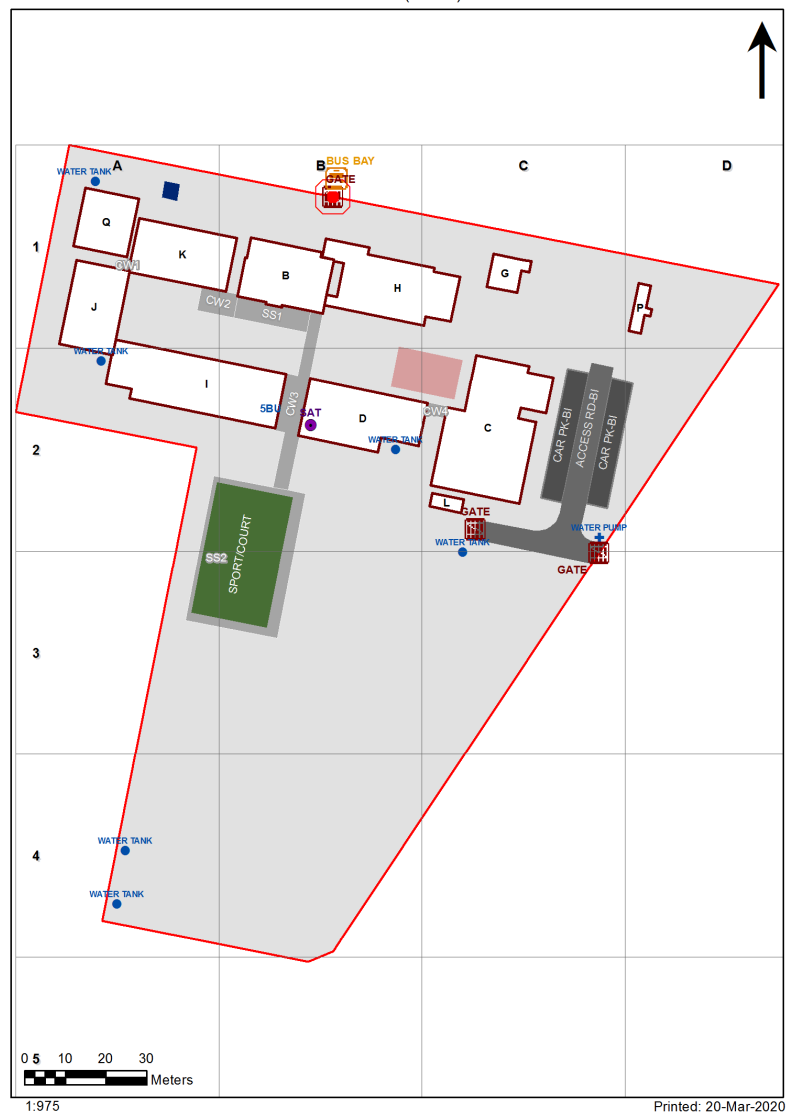 A
B
C
D
BUS BAY
WATER TANK
GATE
Q
1
K
CW1
B
G
H
J
P
CW2
SS1
WATER TANK
I
CW3
5BU
SAT
D
CW4
WATER TANK
C
CAR PK-BI
ACCESS RD-BI
CAR PK-BI
2
L
GATE
WATER PUMP
WATER TANK
GATE
SS2
SPORT/COURT
3
WATER TANK
4
WATER TANK
0 5 10 20 30
Meters
1:975
Printed: 20-Mar-2020